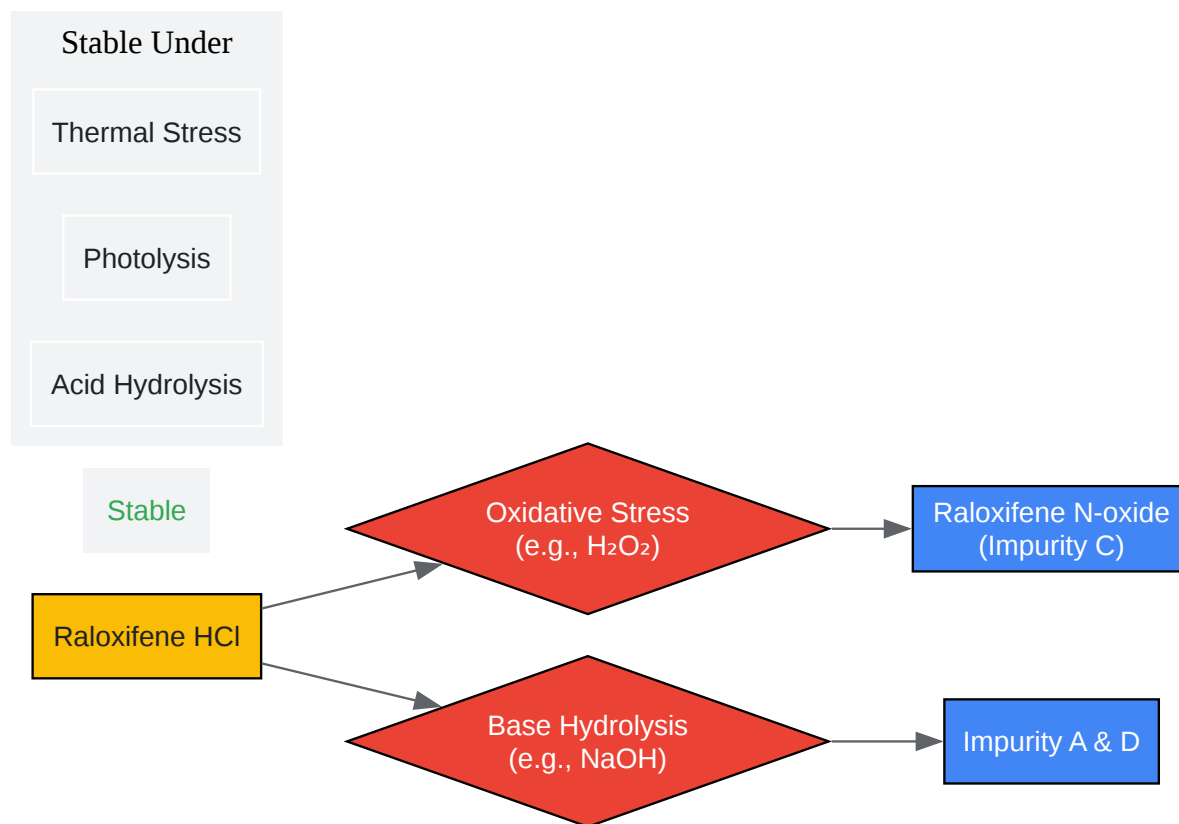 Stable Under
Thermal Stress
Photolysis
Acid Hydrolysis
Stable
Raloxifene HCl
Oxidative Stress
(e.g., H₂O₂)
Raloxifene N-oxide
(Impurity C)
Base Hydrolysis
(e.g., NaOH)
Impurity A & D